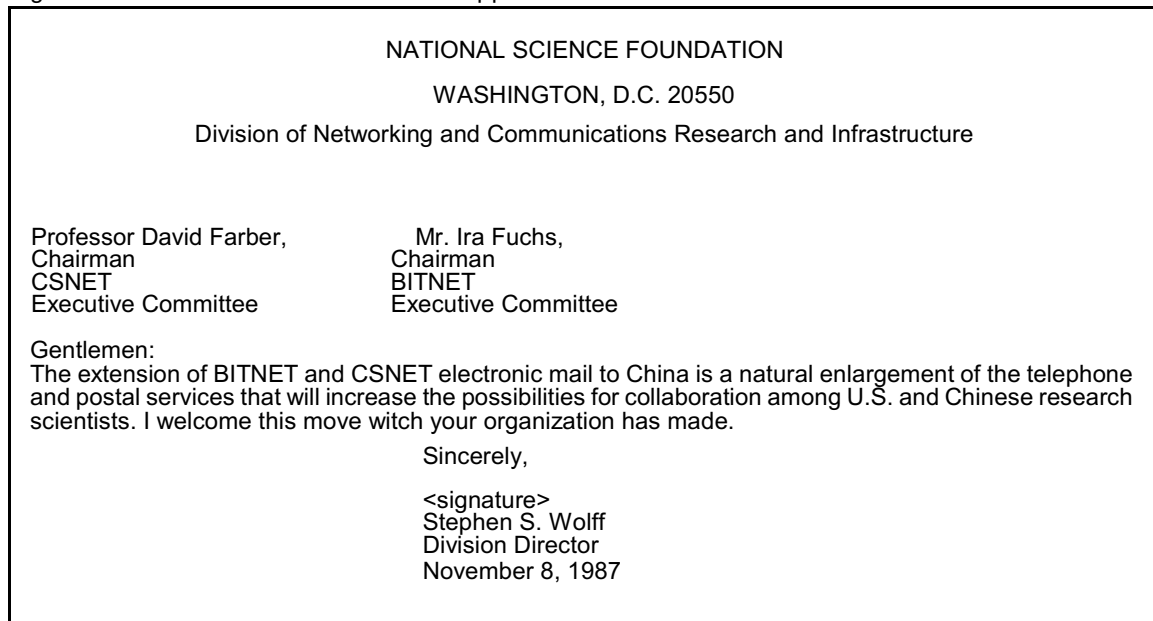 NATIONAL SCIENCE FOUNDATION
WASHINGTON, D.C. 20550
Division of Networking and Communications Research and Infrastructure
Professor David Farber, Mr. Ira Fuchs,
Chairman Chairman
CSNET BITNET
Executive Committee Executive Committee
Gentlemen:
The extension of BITNET and CSNET electronic mail to China is a natural enlargement of the telephone
and postal services that will increase the possibilities for collaboration among U.S. and Chinese research
scientists. I welcome this move witch your organization has made.
Sincerely,
<signature>
Stephen S. Wolff
Division Director
November 8, 1987